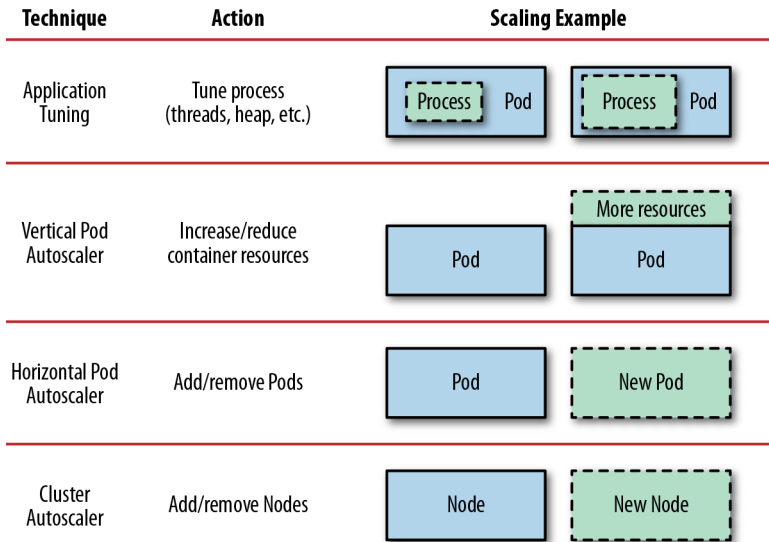 Technique Action Scaling Example
Application
Tuning
Tune process
(threads, heap, etc.)
Process Pod Process Pod
Vertical Pod
Autoscaler
Increase/reduce
container resources
Pod
More resources
Pod
Horizontal Pod
Autoscaler
Add/remove Pods
Pod
New Pod
Cluster
Autoscaler
Add/remove Nodes
Node
New Node